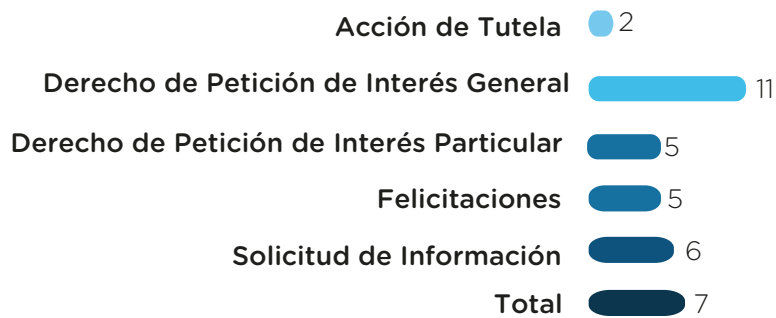 Acción de Tutela 2
Derecho de Petición de Interés General 11
Derecho de Petición de Interés Particular 5
Felicitaciones 5
Solicitud de Información 6
Total 7